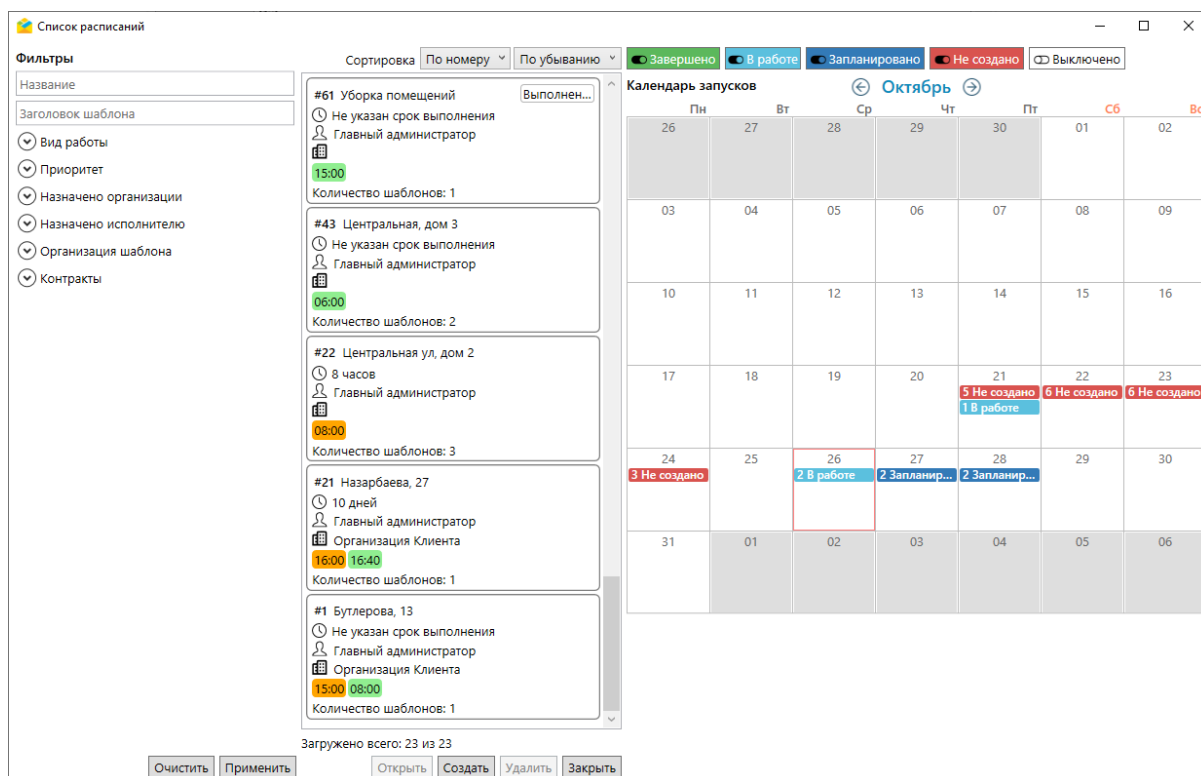 Список расписаний
Фильтры
Название
Заголовок шаблона
Вид работы
Приоритет
Назначено организации
Назначено исполнителю
Организация шаблона
Контракты
Очистить Применить
Сортировка По номеру По убыванию
#61 Уборка помещений Выполнен...
Не указан срок выполнения
Главный администратор
15:00
Количество шаблонов: 1
#43 Центральная, дом 3
Не указан срок выполнения
Главный администратор
06:00
Количество шаблонов: 2
#22 Центральная ул, дом 2
8 часов
Главный администратор
08:00
Количество шаблонов: 3
#21 Назарбаева, 27
10 дней
Главный администратор
Организация Клиента
16:00 16:40
Количество шаблонов: 1
#1 Бутлерова, 13
Не указан срок выполнения
Главный администратор
Организация Клиента
15:00 08:00
Количество шаблонов: 1
Загружено всего: 23 из 23
Открыть Создать Удалить Закрыть
Завершено В работе Запланировано Не создано Выключено
Календарь запусков Октябрь
Пн Вт Ср Чт Пт Сб Вс
26 27 28 29 30 01 02
03 04 05 06 07 08 09
10 11 12 13 14 15 16
17 18 19 20 21 22 23
5 Не создано 6 Не создано 6 Не создано
1 В работе
24 25 26 27 28 29 30
3 Не создано 2 В работе 2 Запланир... 2 Запланир...
31 01 02 03 04 05 06